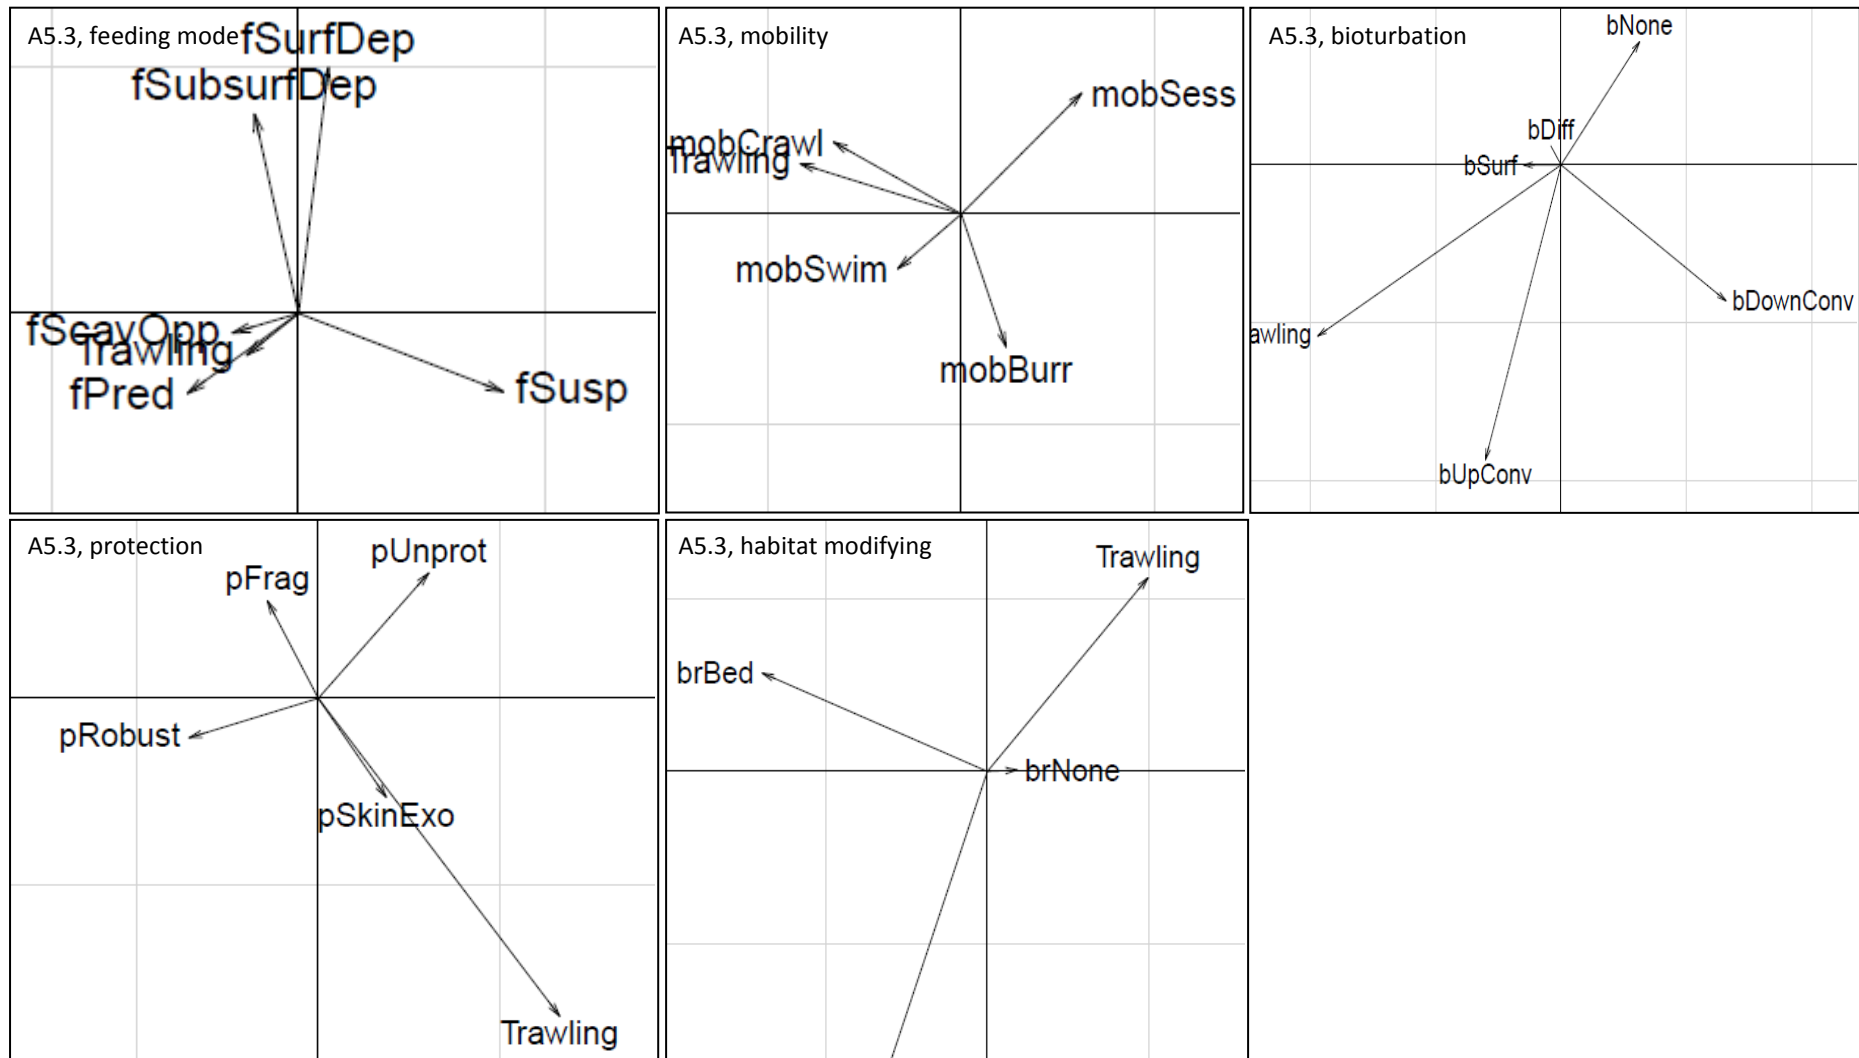 A5.3, feeding mode
fSurfDep
fSubsurfDep
fScavOpp
Trawling
fPred
fSusp
A5.3, mobility
mobSess
mobCrawl
Trawling
mobSwim
mobBurr
A5.3, bioturbation
bNone
bDiff
bSurf
bDownConv
awling
bUpConv
A5.3, protection
pUnprot
pFrag
pRobust
pSkinExo
Trawling
A5.3, habitat modifying
Trawling
brBed
brNone